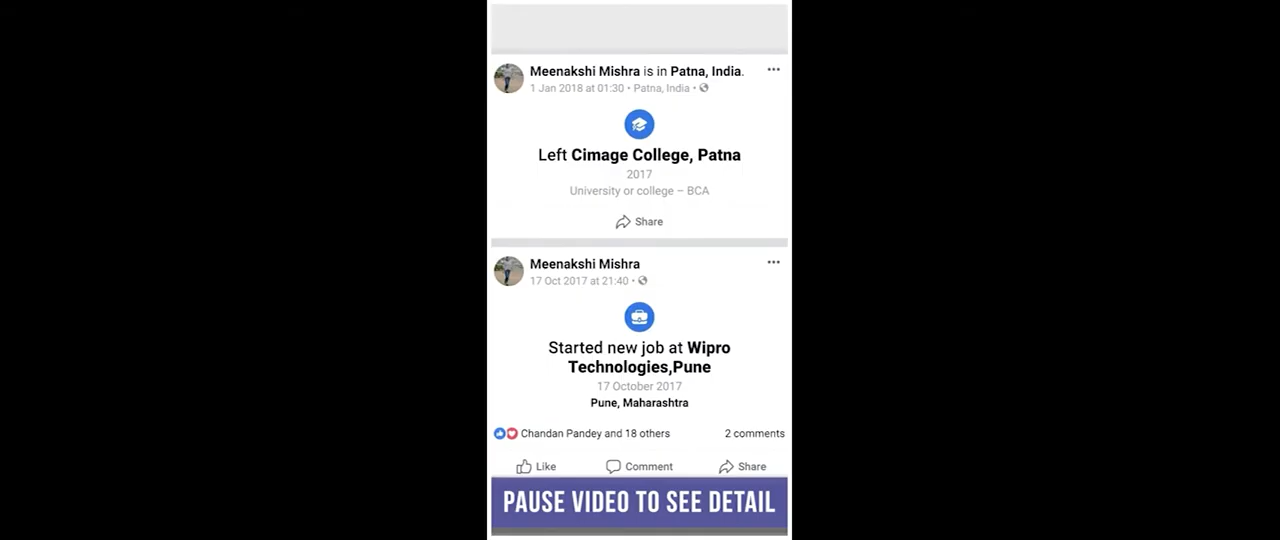 Meenakshi Mishra is in Patna, India.
1 Jan 2018 at 01:30 • Patna, India •
Left Cimage College, Patna
2017
University or college – BCA
Share
Meenakshi Mishra
17 Oct 2017 at 21:40 •
Started new job at Wipro
Technologies,Pune
17 October 2017
Pune, Maharashtra
Chandan Pandey and 18 others 2 comments
Like Comment Share
PAUSE VIDEO TO SEE DETAIL